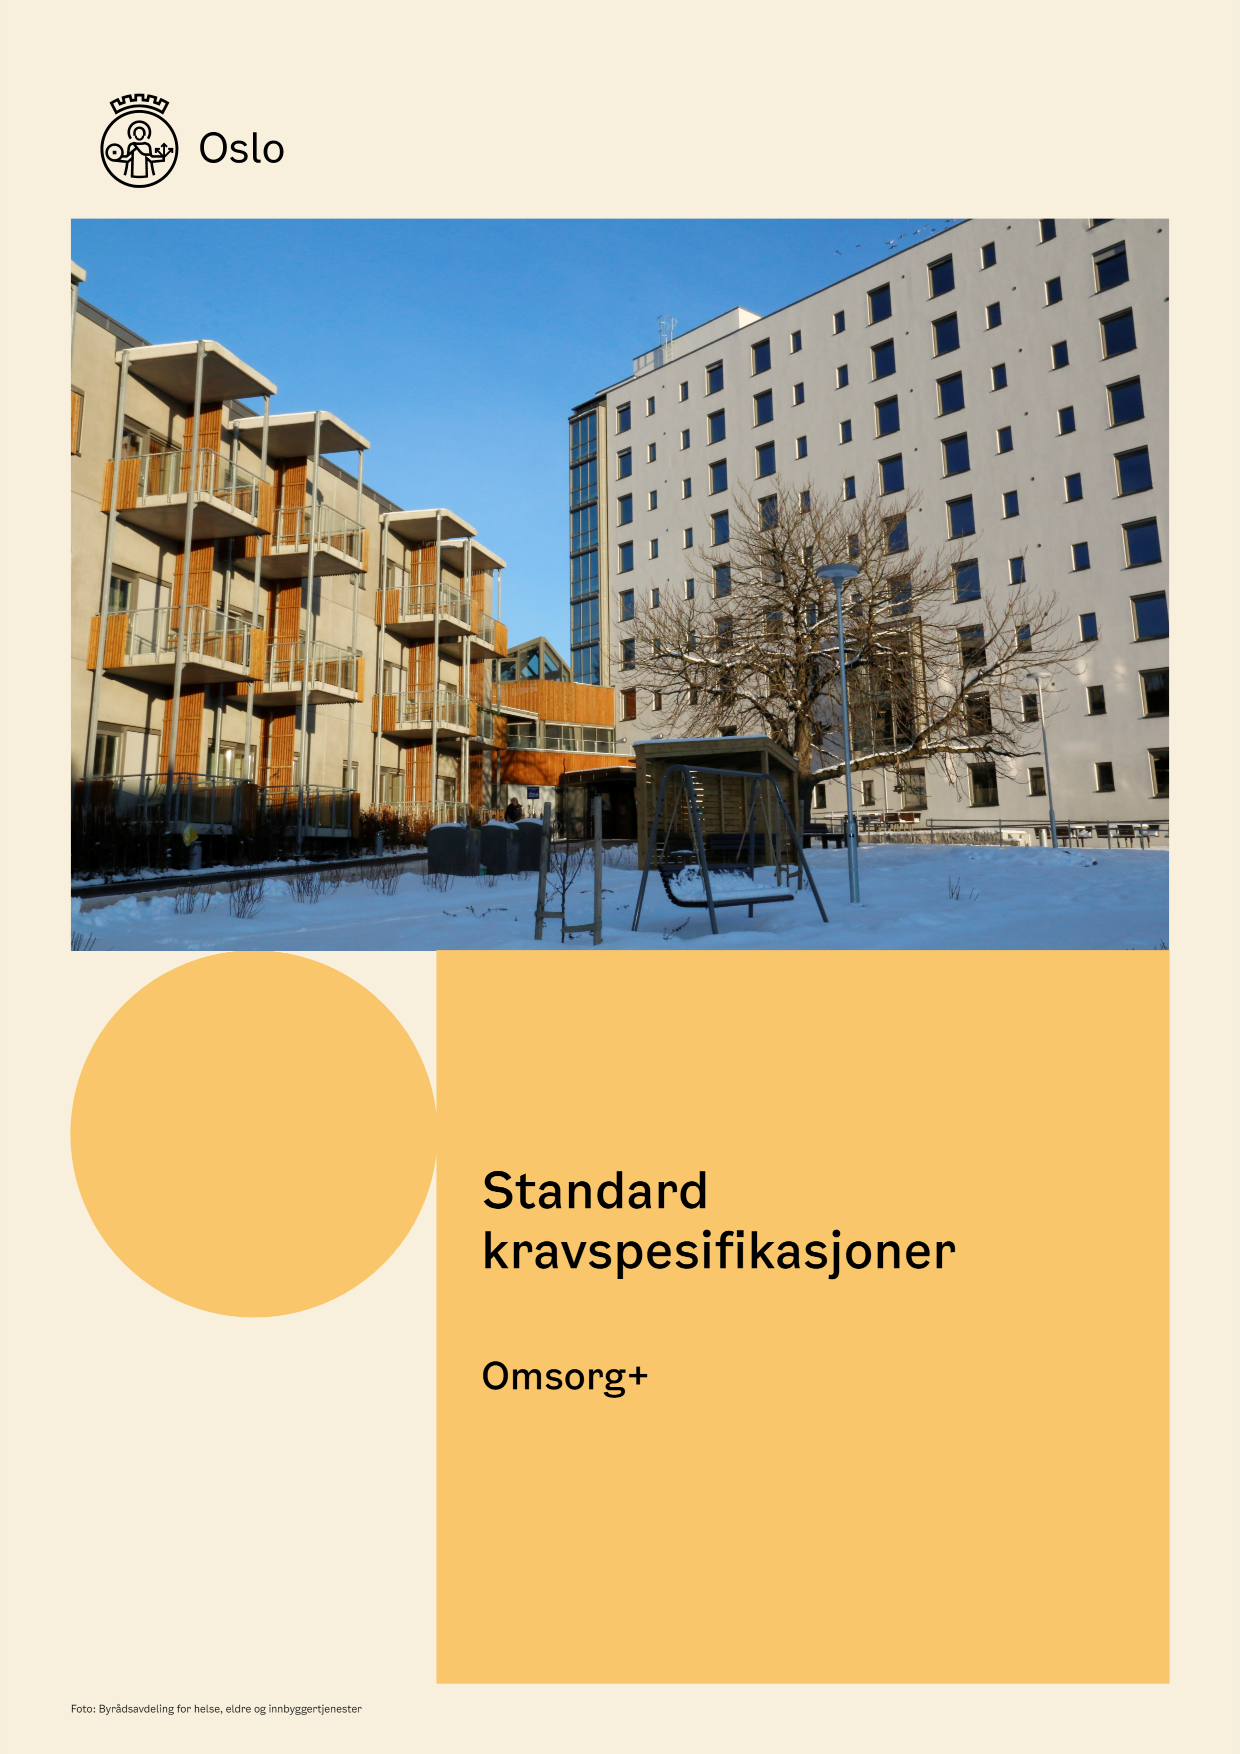 Oslo
Standard
kravspesifikasjoner
Omsorg+
Foto: Byrådsavdeling for helse, eldre og innbyggertjenester